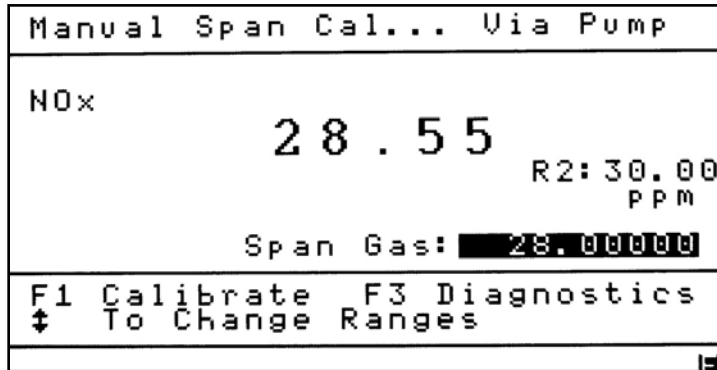 Manual Span Cal... Via Pump
NOx
28.55
R2:30.00
ppm
Span Gas: 28.00000
F1 Calibrate F3 Diagnostics
↕ To Change Ranges